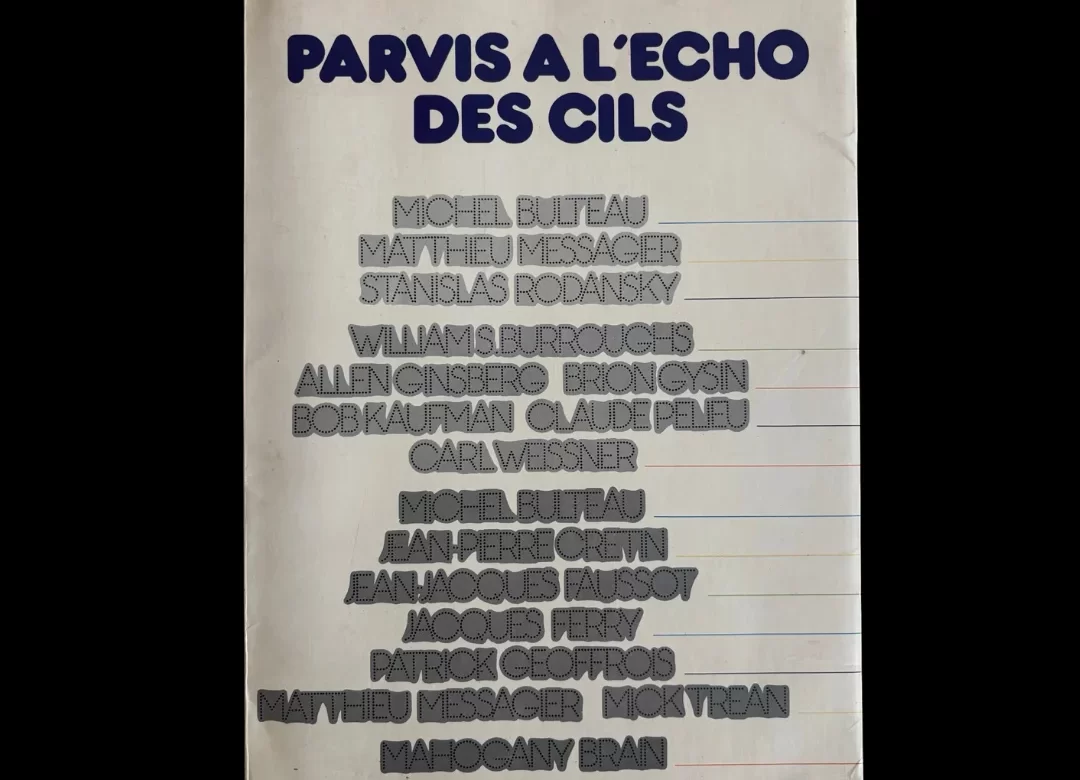 PARVIS A L'ECHO
DES CILS
MICHEL BULTEAU
MATTHIEU MESSAGIER
STANISLAS RODANSKY
WILLIAM S.BURROUGHS
ALLEN GINSBERG BRION GYSIN
BOB KAUFMAN CLAUDE PELIEU
CARL WEISSNER
MICHEL BULTEAU
JEAN-PIERRE CRETIN
JEAN-JACQUES FAUSSOT
JACQUES FERRY
PATRICK GEOFFROIS
MATTHIEU MESSAGIER MICK TREAN
MAHOGANY BRAIN